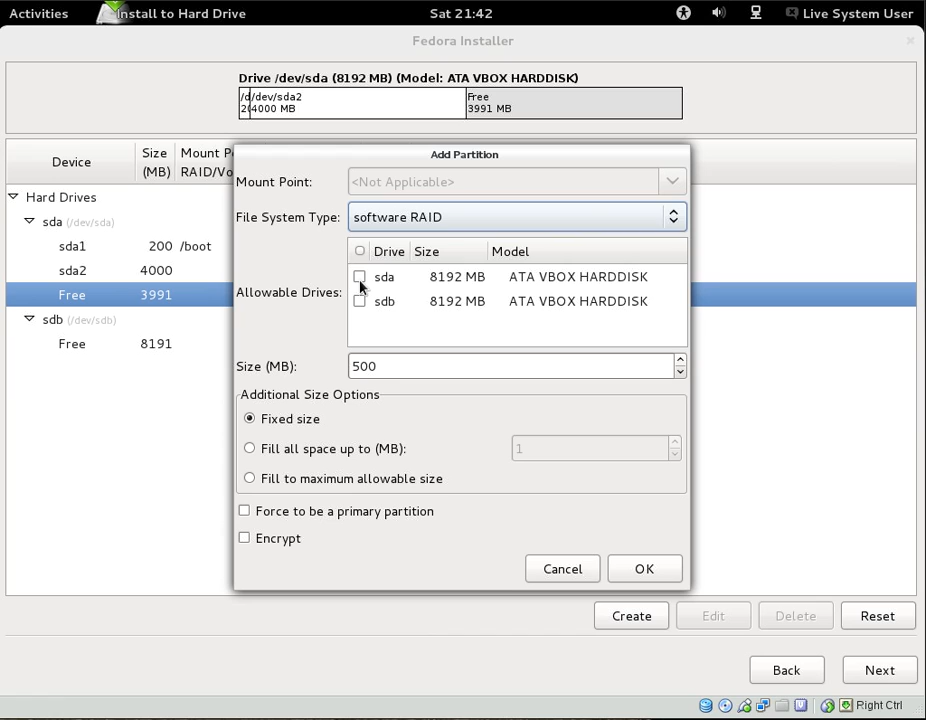 Activities Install to Hard Drive Sat 21:42 Live System User
Fedora Installer
Drive /dev/sda (8192 MB) (Model: ATA VBOX HARDDISK)
/d /dev/sda2 Free
20 4000 MB 3991 MB
Device
Size (MB)
Mount P
RAID/Vo
Hard Drives
sda (/dev/sda)
sda1 200 /boot
sda2 4000
Free 3991
sdb (/dev/sdb)
Free 8191
Add Partition
Mount Point: <Not Applicable>
File System Type: software RAID
Allowable Drives:
Drive Size Model
sda 8192 MB ATA VBOX HARDDISK
sdb 8192 MB ATA VBOX HARDDISK
Size (MB): 500
Additional Size Options
Fixed size
Fill all space up to (MB): 1
Fill to maximum allowable size
Force to be a primary partition
Encrypt
Cancel OK
Create Edit Delete Reset
Back Next
Right Ctrl